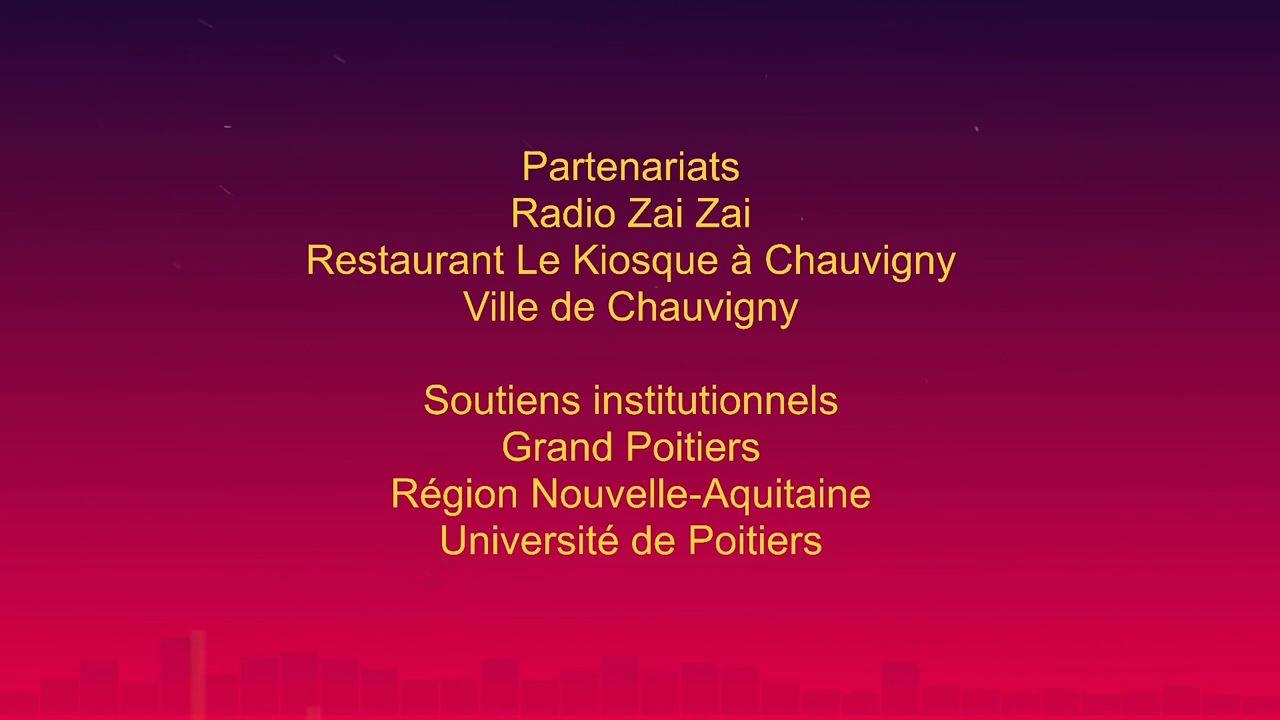 Partenariats
Radio Zai Zai
Restaurant Le Kiosque à Chauvigny
Ville de Chauvigny
Soutiens institutionnels
Grand Poitiers
Région Nouvelle-Aquitaine
Université de Poitiers